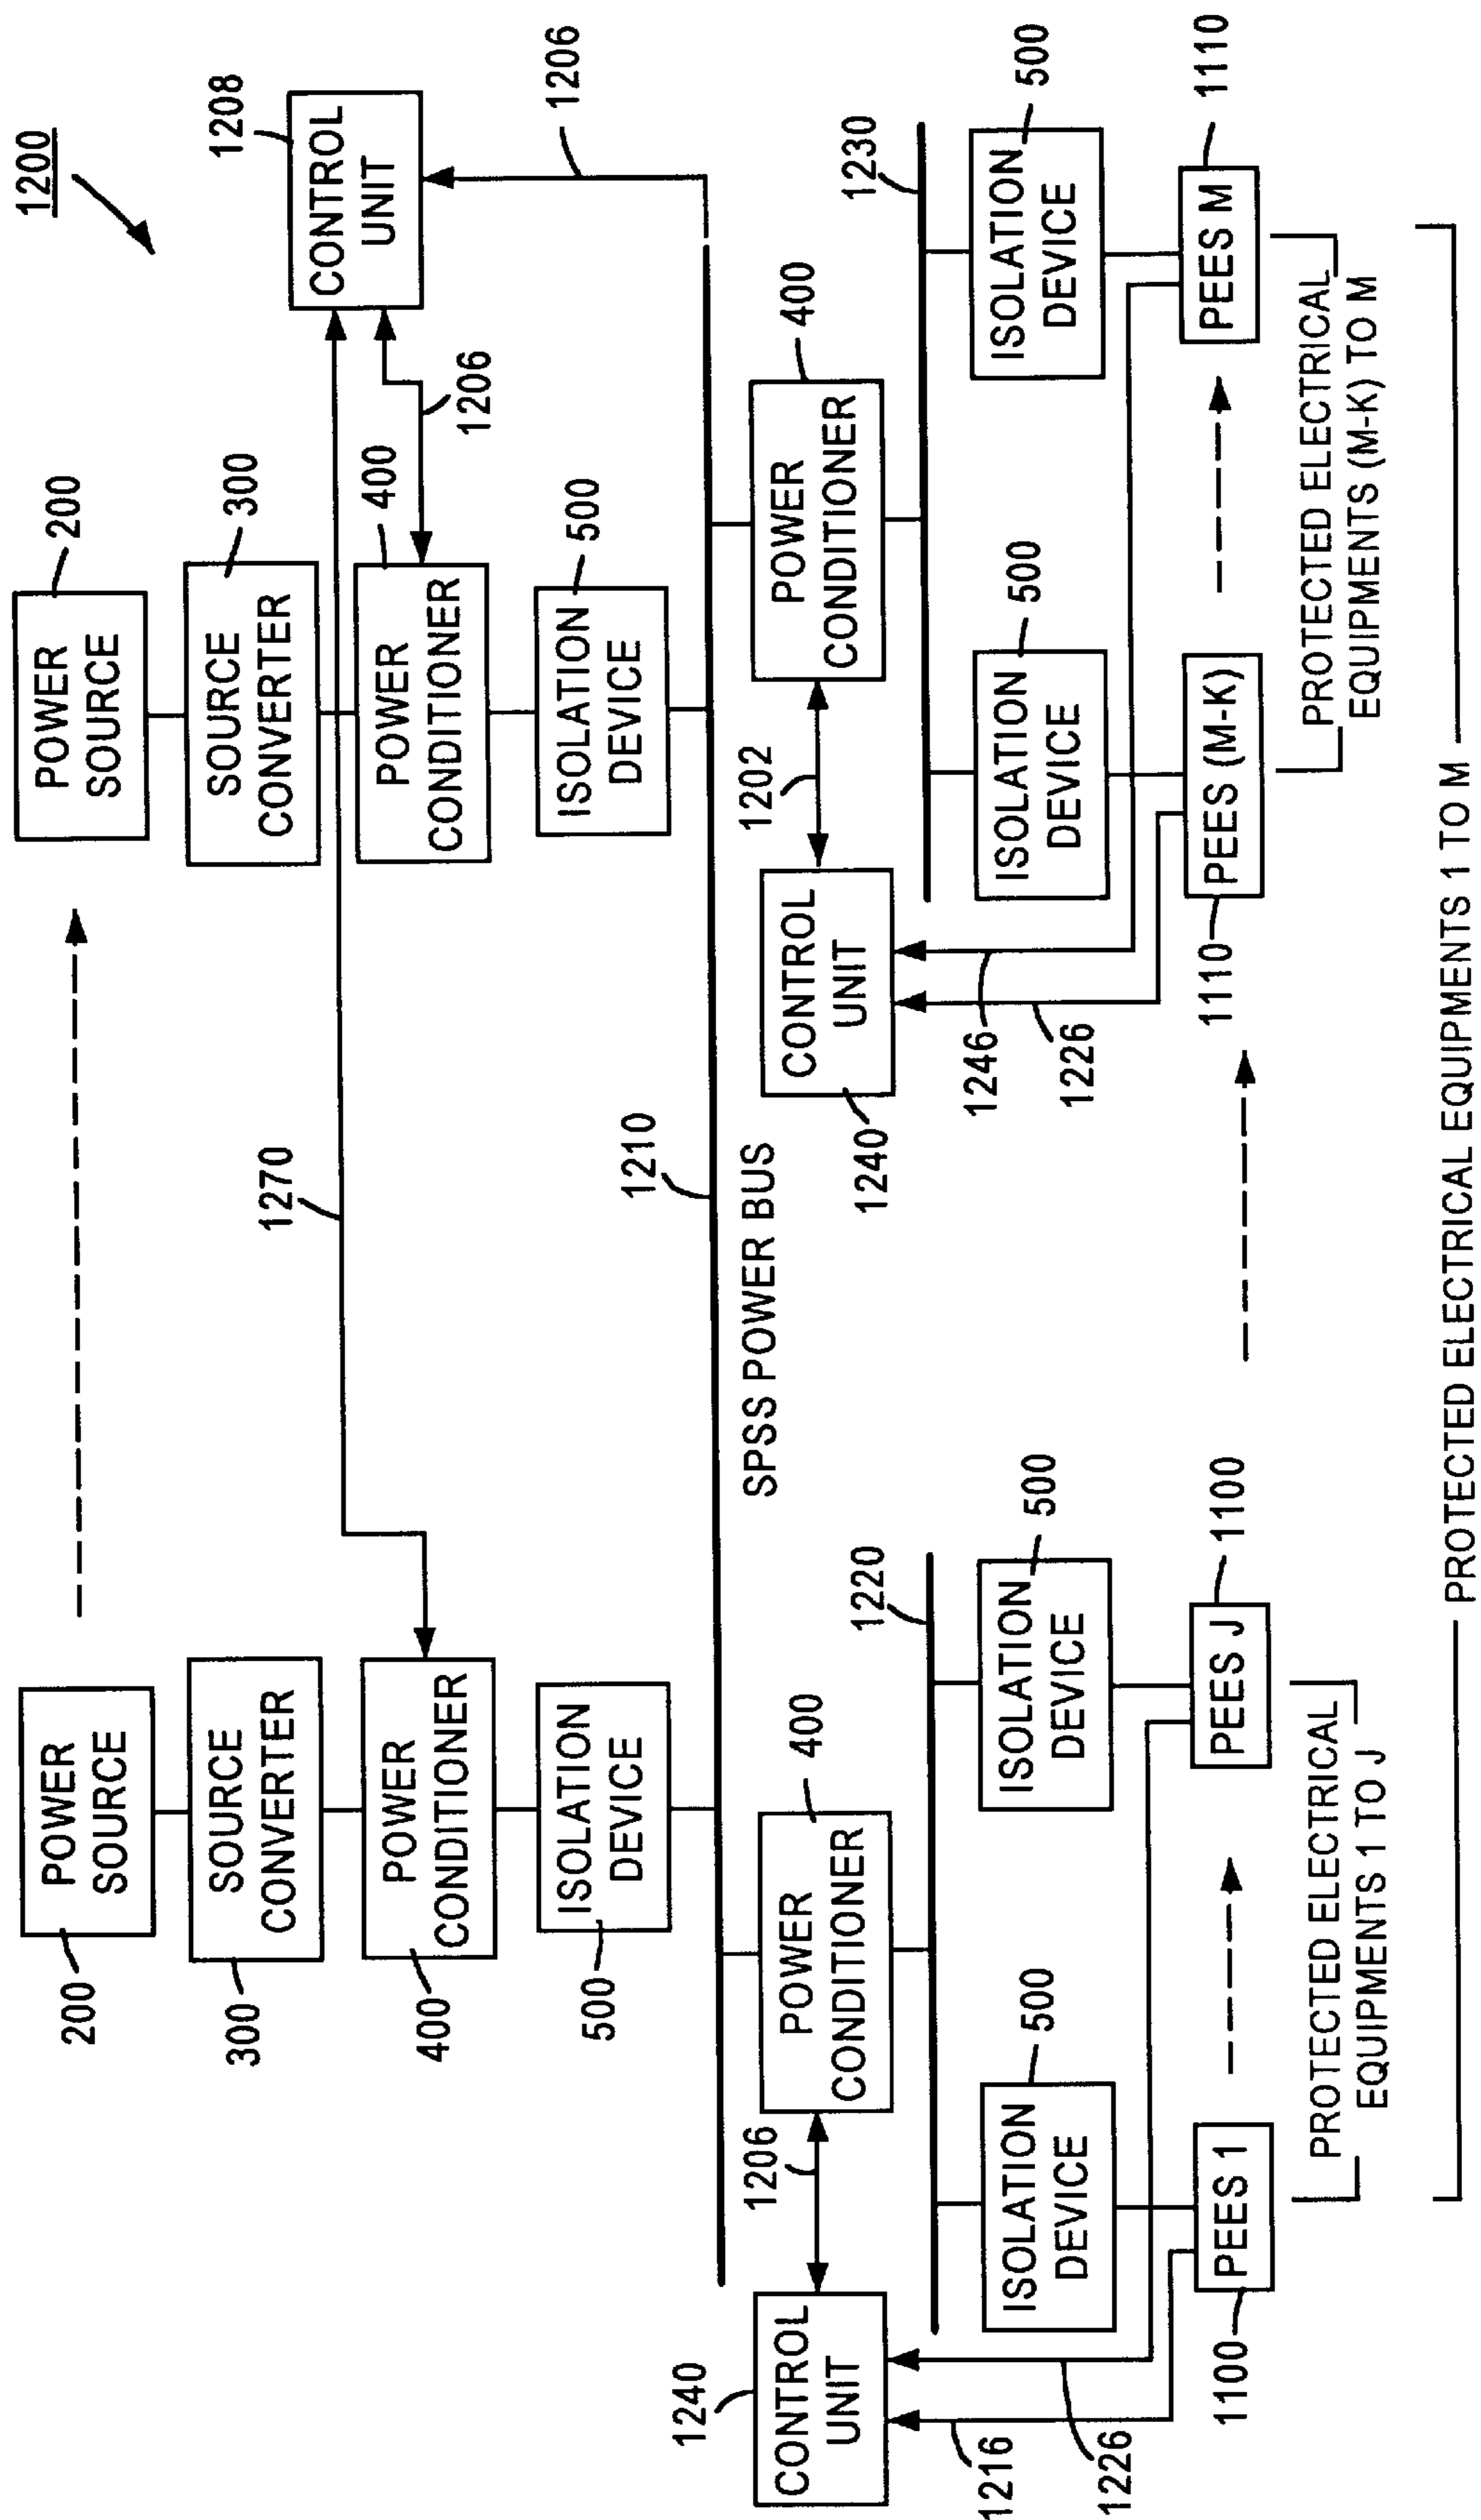 1200
200
POWER
SOURCE
200
POWER
SOURCE
1208
CONTROL
UNIT
300
SOURCE
CONVERTER
300
SOURCE
CONVERTER
1270
1206
1206
400
POWER
CONDITIONER
400
POWER
CONDITIONER
500
ISOLATION
DEVICE
500
ISOLATION
DEVICE
1210
SPSS POWER BUS
1240
CONTROL
UNIT
1206
400
POWER
CONDITIONER
1240
CONTROL
UNIT
1202
400
POWER
CONDITIONER
1220
1230
500
ISOLATION
DEVICE
500
ISOLATION
DEVICE
500
ISOLATION
DEVICE
500
ISOLATION
DEVICE
1216
1226
1246
1226
1100
PEES 1
1100
PEES J
1110
PEES (M-K)
1110
PEES M
PROTECTED ELECTRICAL
EQUIPMENTS 1 TO J
PROTECTED ELECTRICAL
EQUIPMENTS (M-K) TO M
PROTECTED ELECTRICAL EQUIPMENTS 1 TO M